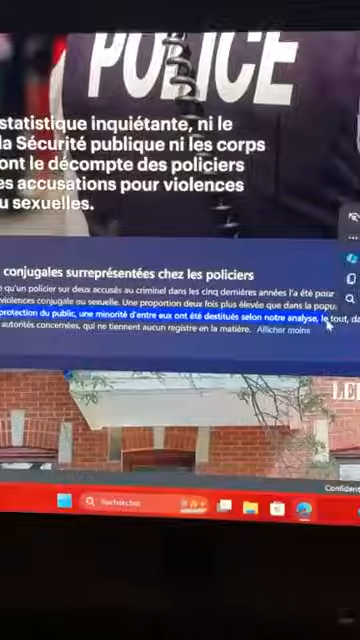 POLICE
statistique inquiétante, ni le
la Sécurité publique ni les corps
ont le décompte des policiers
es accusations pour violences
u sexuelles.
conjugales surreprésentées chez les policiers
qu'un policier sur deux accusés au criminel dans les cinq dernières années l'a été pour
violences conjugale ou sexuelle. Une proportion deux fois plus élevée que dans la popu
protection du public, une minorité d'entre eux ont été destitués selon notre analyse, le tout, da
autorités concernées, qui ne tiennent aucun registre en la matière. Afficher moins
LE
Confident
Rechercher